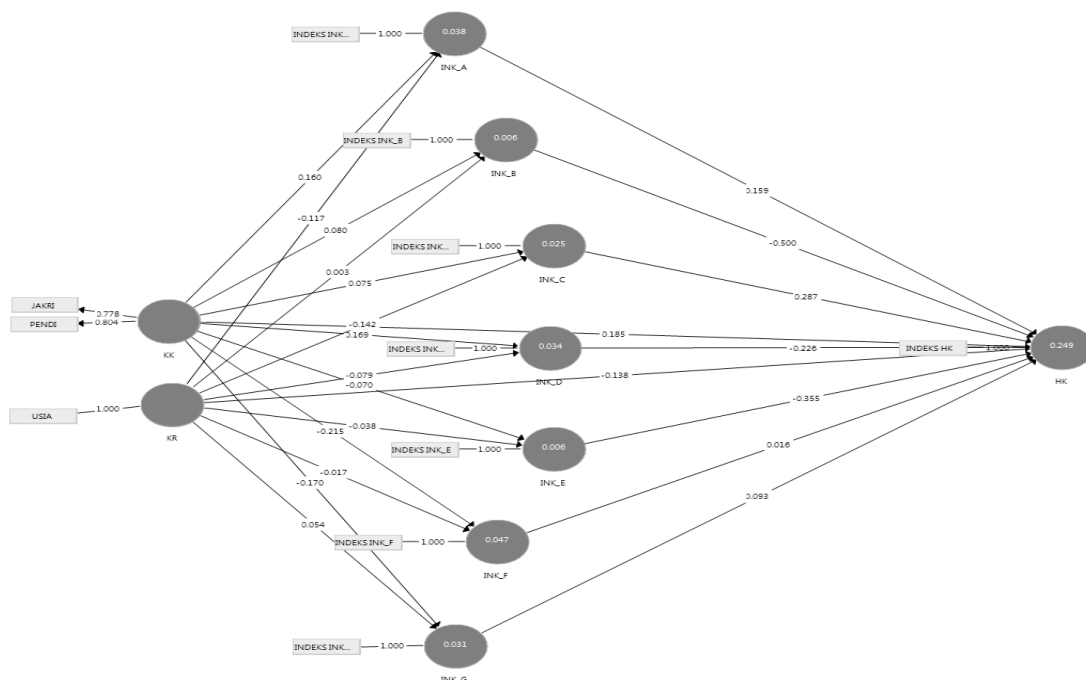 0.038
INDEKS INK...
1.000
INK_A
0.006
INDEKS INK_B
1.000
INK_B
0.160
0.159
-0.117
0.080
-0.500
INDEKS INK...
1.000
0.025
INK_C
0.003
0.075
0.287
JAKRI
0.778
PENDI
0.804
KK
-0.142
0.169
0.185
INDEKS INK...
1.000
0.034
-0.226
INDEKS HK
1.000
0.249
INK_D
HK
-0.079
-0.070
-0.138
-0.355
USIA
1.000
KR
-0.038
-0.215
INDEKS INK_E
1.000
0.006
INK_E
0.016
-0.017
-0.170
0.093
0.054
INDEKS INK_F
1.000
0.047
INK_F
INDEKS INK...
1.000
0.031
INK_G